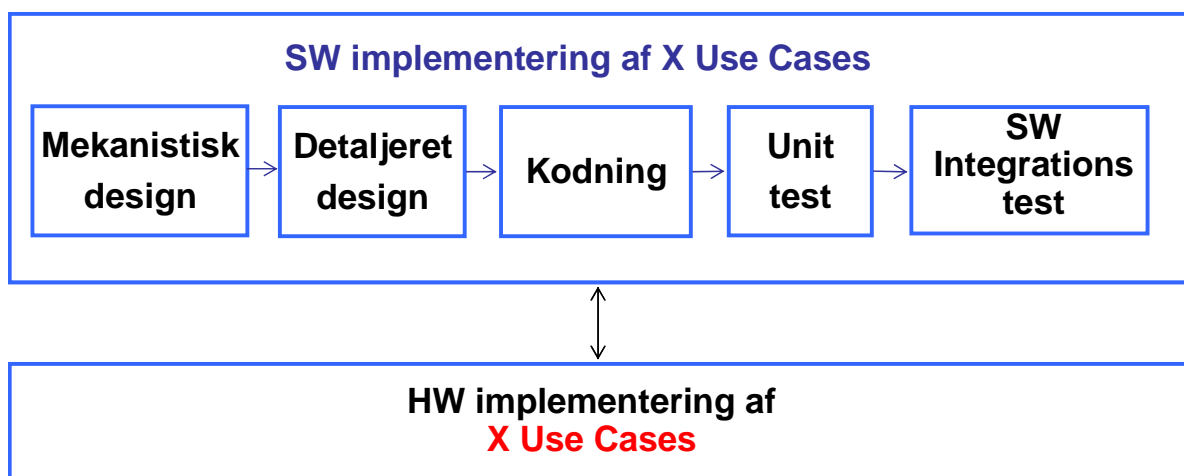 SW implementering af X Use Cases
Mekanistisk
design
Detaljeret
design
Kodning
Unit
test
SW
Integrations
test
HW implementering af
X Use Cases